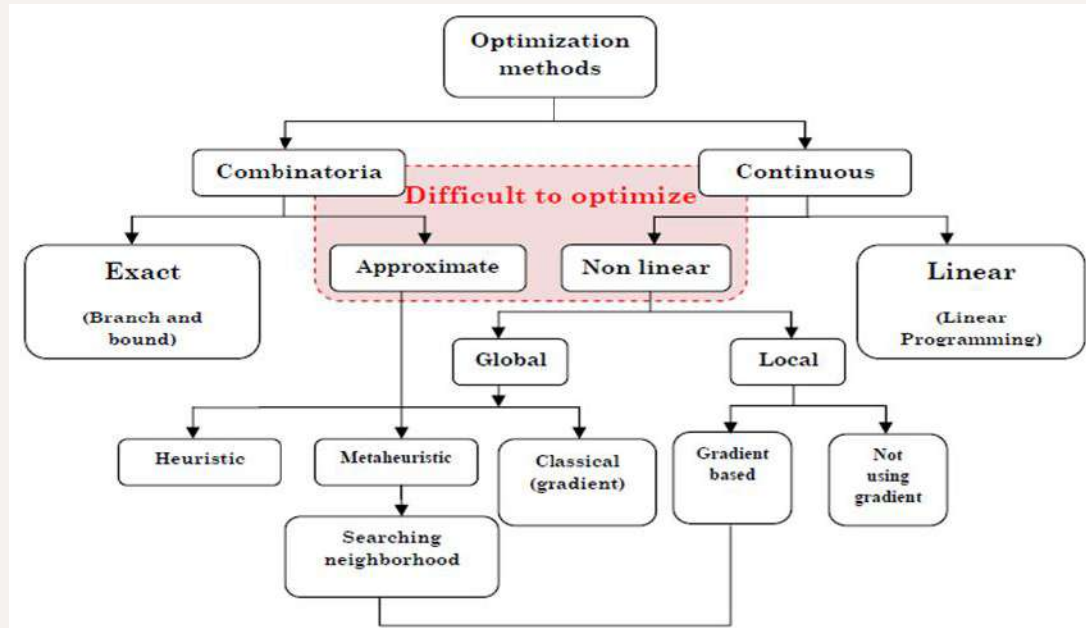 Optimization
methods
Combinatoria
Continuous
Difficult to optimize
Exact
(Branch and
bound)
Approximate
Non linear
Linear
(Linear
Programming)
Global
Local
Heuristic
Metaheuristic
Classical
(gradient)
Gradient
based
Not
using
gradient
Searching
neighborhood